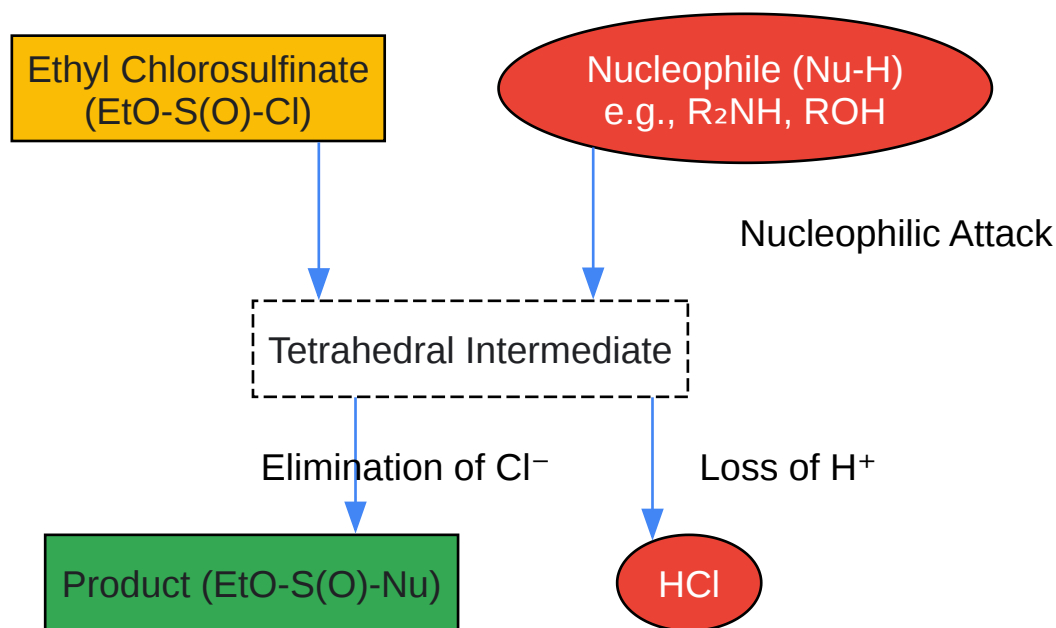 Ethyl Chlorosulfinate
(EtO-S(O)-Cl)
Nucleophile (Nu-H)
e.g., R₂NH, ROH
Nucleophilic Attack
Tetrahedral Intermediate
Elimination of Cl⁻
Loss of H⁺
Product (EtO-S(O)-Nu)
HCl